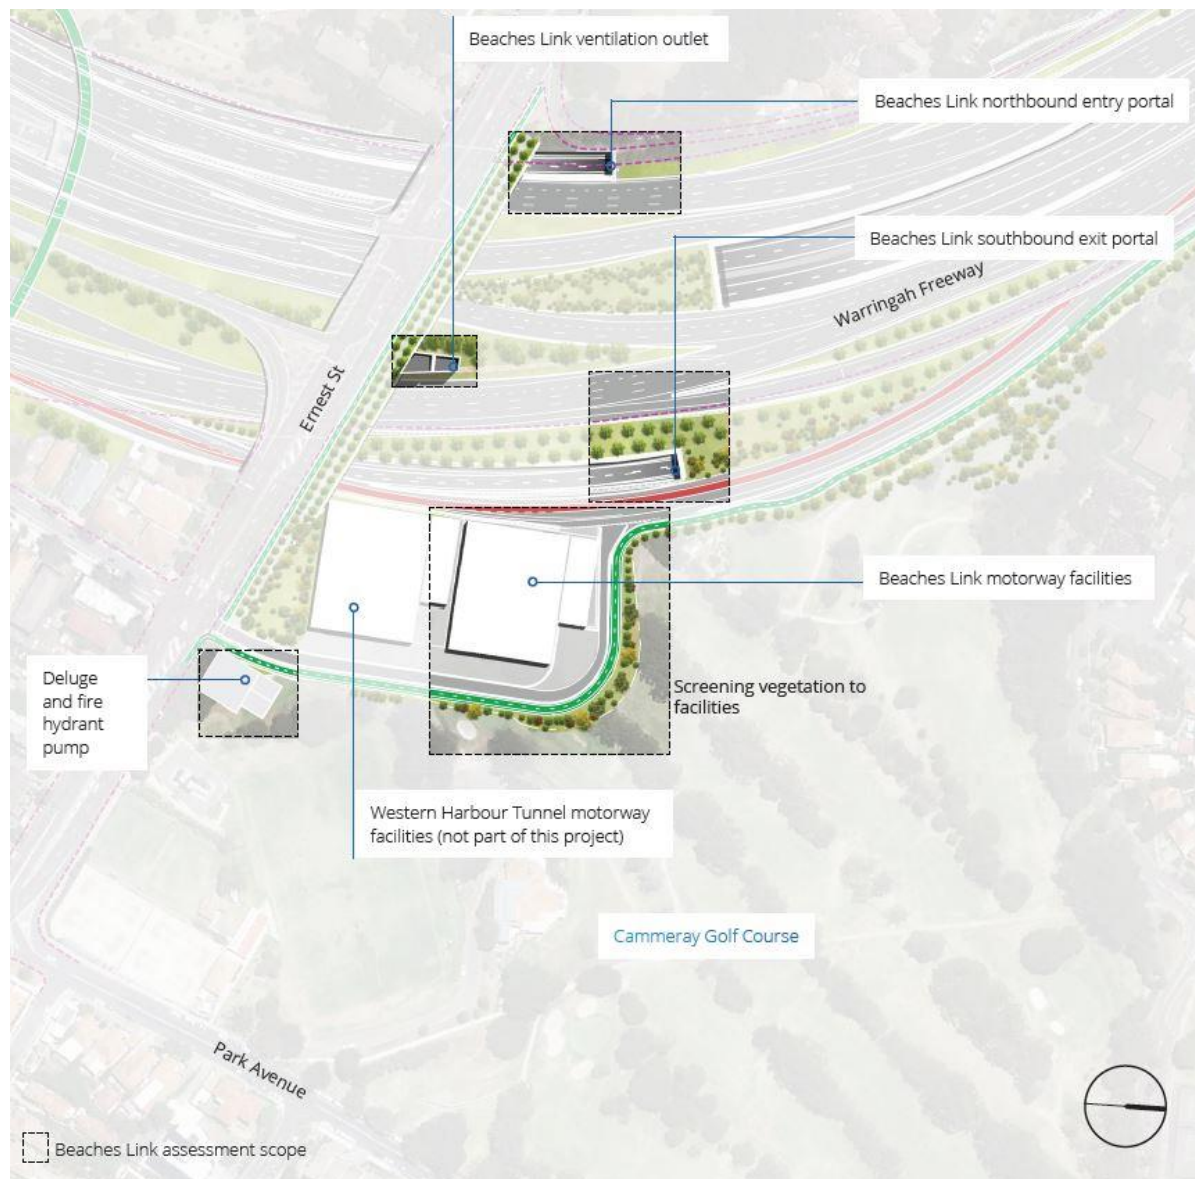 Beaches Link ventilation outlet
Beaches Link northbound entry portal
Beaches Link southbound exit portal
Warringah Freeway
Ernest St
Beaches Link motorway facilities
Deluge
and fire
hydrant
pump
Screening vegetation to
facilities
Western Harbour Tunnel motorway
facilities (not part of this project)
Cammeray Golf Course
Park Avenue
Beaches Link assessment scope